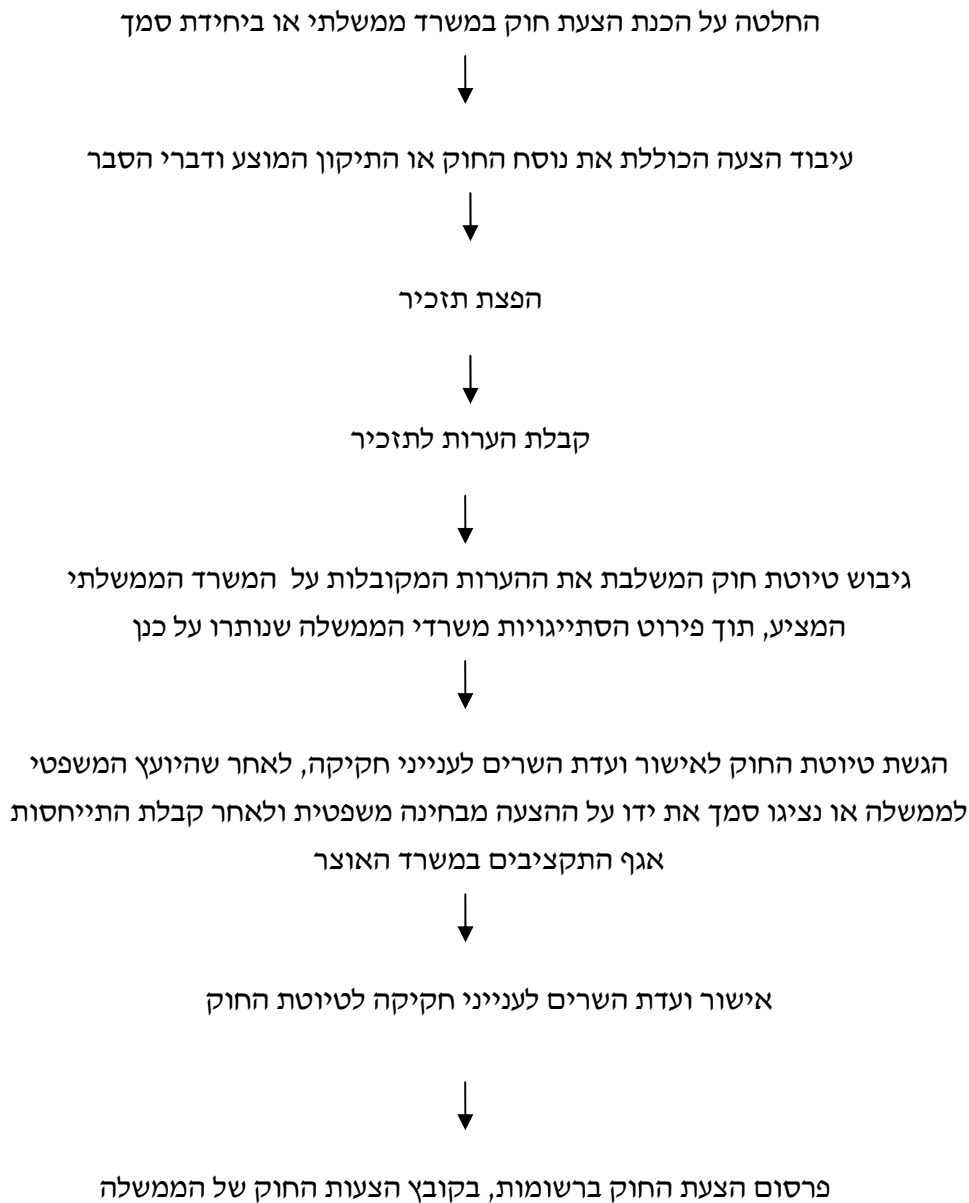 החלטה על הכנת הצעת חוק במשרד ממשלתי או ביחידת סמך
עיבוד הצעה הכוללת את נוסח החוק או התיקון המוצע ודברי הסבר
הפצת תזכיר
קבלת הערות לתזכיר
גיבוש טיוטת חוק המשלבת את ההערות המקובלות על המשרד הממשלתי
המציע, תוך פירוט הסתייגויות משרדי הממשלה שנותרו על כנן
הגשת טיוטת החוק לאישור ועדת השרים לענייני חקיקה, לאחר שהיועץ המשפטי
לממשלה או נציגו סמך את ידו על ההצעה מבחינה משפטית ולאחר קבלת התייחסות
אגף התקציבים במשרד האוצר
אישור ועדת השרים לענייני חקיקה לטיוטת החוק
פרסום הצעת החוק ברשומות, בקובץ הצעות החוק של הממשלה